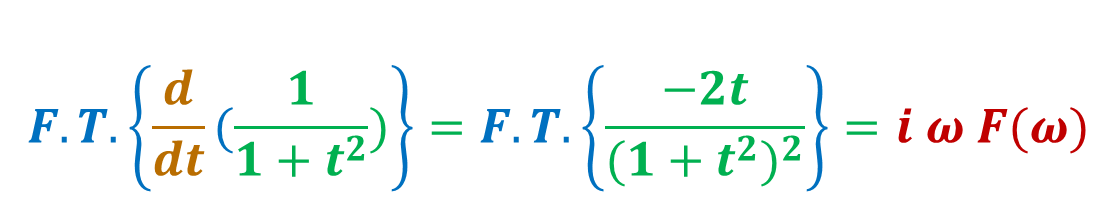 F.T. { d/dt (1/(1 + t²)) } = F.T. { −2t/(1 + t²)² } = i ω F(ω)